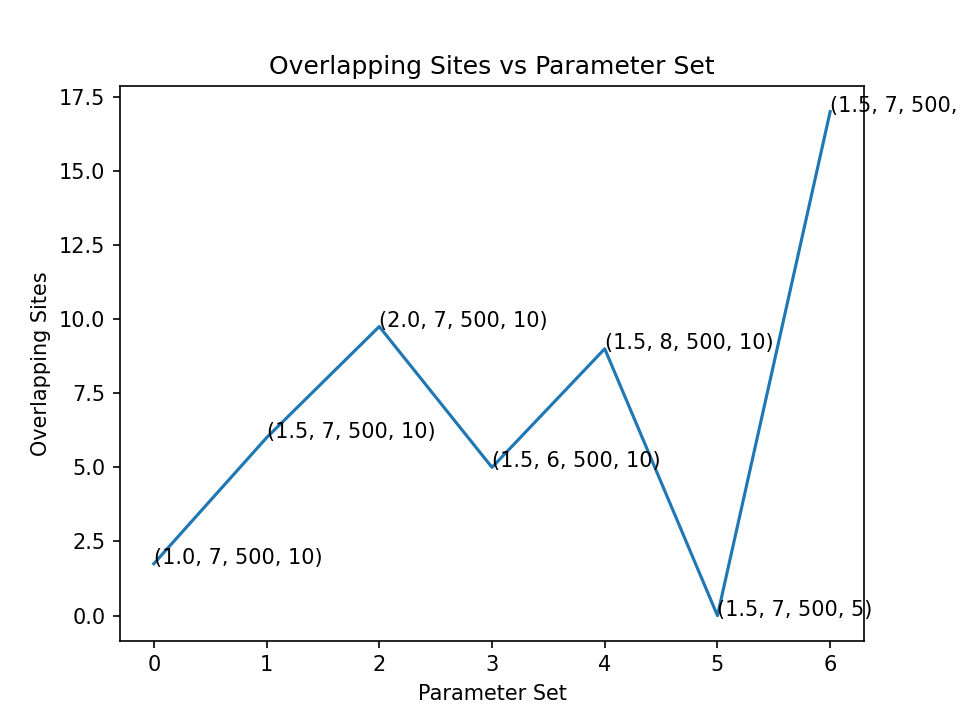 Overlapping Sites vs Parameter Set
17.5
15.0
12.5
10.0
7.5
5.0
2.5
0.0
Overlapping Sites
(1.5, 7, 500,
(2.0, 7, 500, 10)
(1.5, 8, 500, 10)
(1.5, 7, 500, 10)
(1.5, 6, 500, 10)
(1.0, 7, 500, 10)
(1.5, 7, 500, 5)
0 1 2 3 4 5 6
Parameter Set